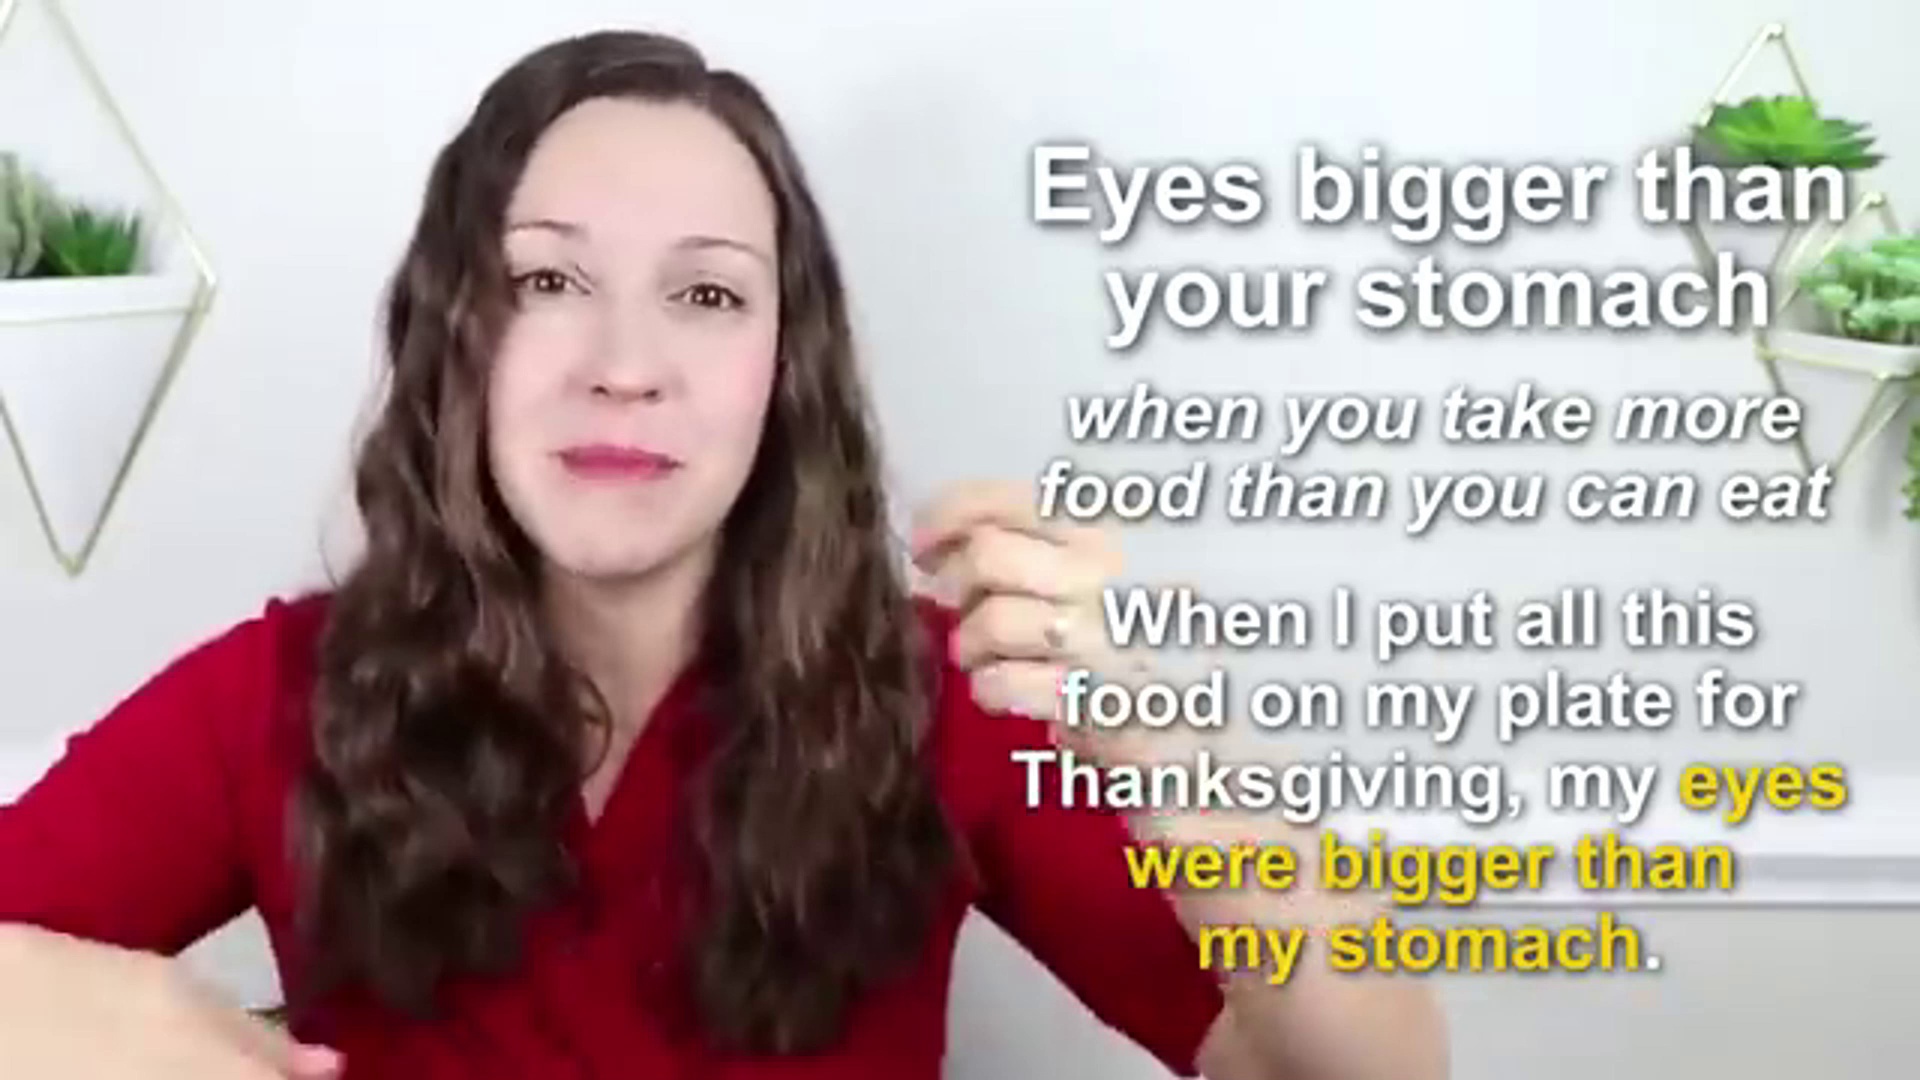 Eyes bigger than
your stomach
when you take more
food than you can eat
When I put all this
food on my plate for
Thanksgiving, my eyes
were bigger than
my stomach.